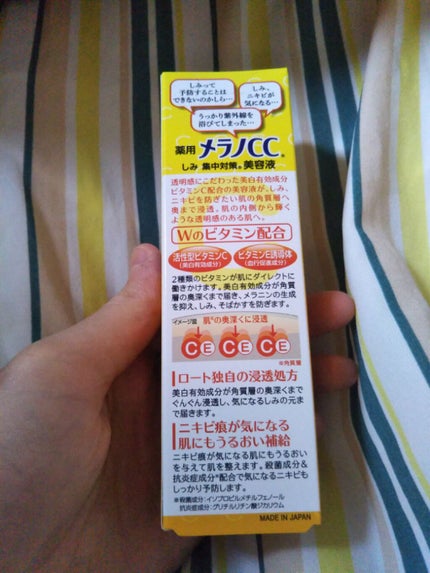 しみって
予防することは
できないのかしら…
しみ、
ニキビが
気になる…
うっかり紫外線を
浴びてしまった…
薬用 メラノCC®
しみ 集中対策® 美容液
透明感にこだわった美白有効成分
ビタミンC配合の美容液が、しみ、
ニキビを防ぎたい肌の角質層へ
奥まで浸透。肌の内側から輝く
ような透明感のある肌へ。
Wのビタミン配合
活性型ビタミンC
(美白有効成分)
ビタミンE誘導体
(血行促進成分)
2種類のビタミンが肌にダイレクトに
働きかけます。美白有効成分が角質
層の奥深くまで届き、メラニンの生成
を抑え、しみ、そばかすを防ぎます。
イメージ図 肌※の奥深くに浸透
C E C E C E
※角質層
ロート独自の浸透処方
美白有効成分が角質層の奥深くまで
ぐんぐん浸透し、気になるしみの元ま
で届きます。
ニキビ痕が気になる
肌にもうるおい補給
ニキビ痕が気になる肌にもうるおい
を与えて肌を整えます。殺菌成分&
抗炎症成分*配合で気になるニキビも
しっかり予防します。
*殺菌成分:イソプロピルメチルフェノール
抗炎症成分:グリチルリチン酸ジカリウム
MADE IN JAPAN